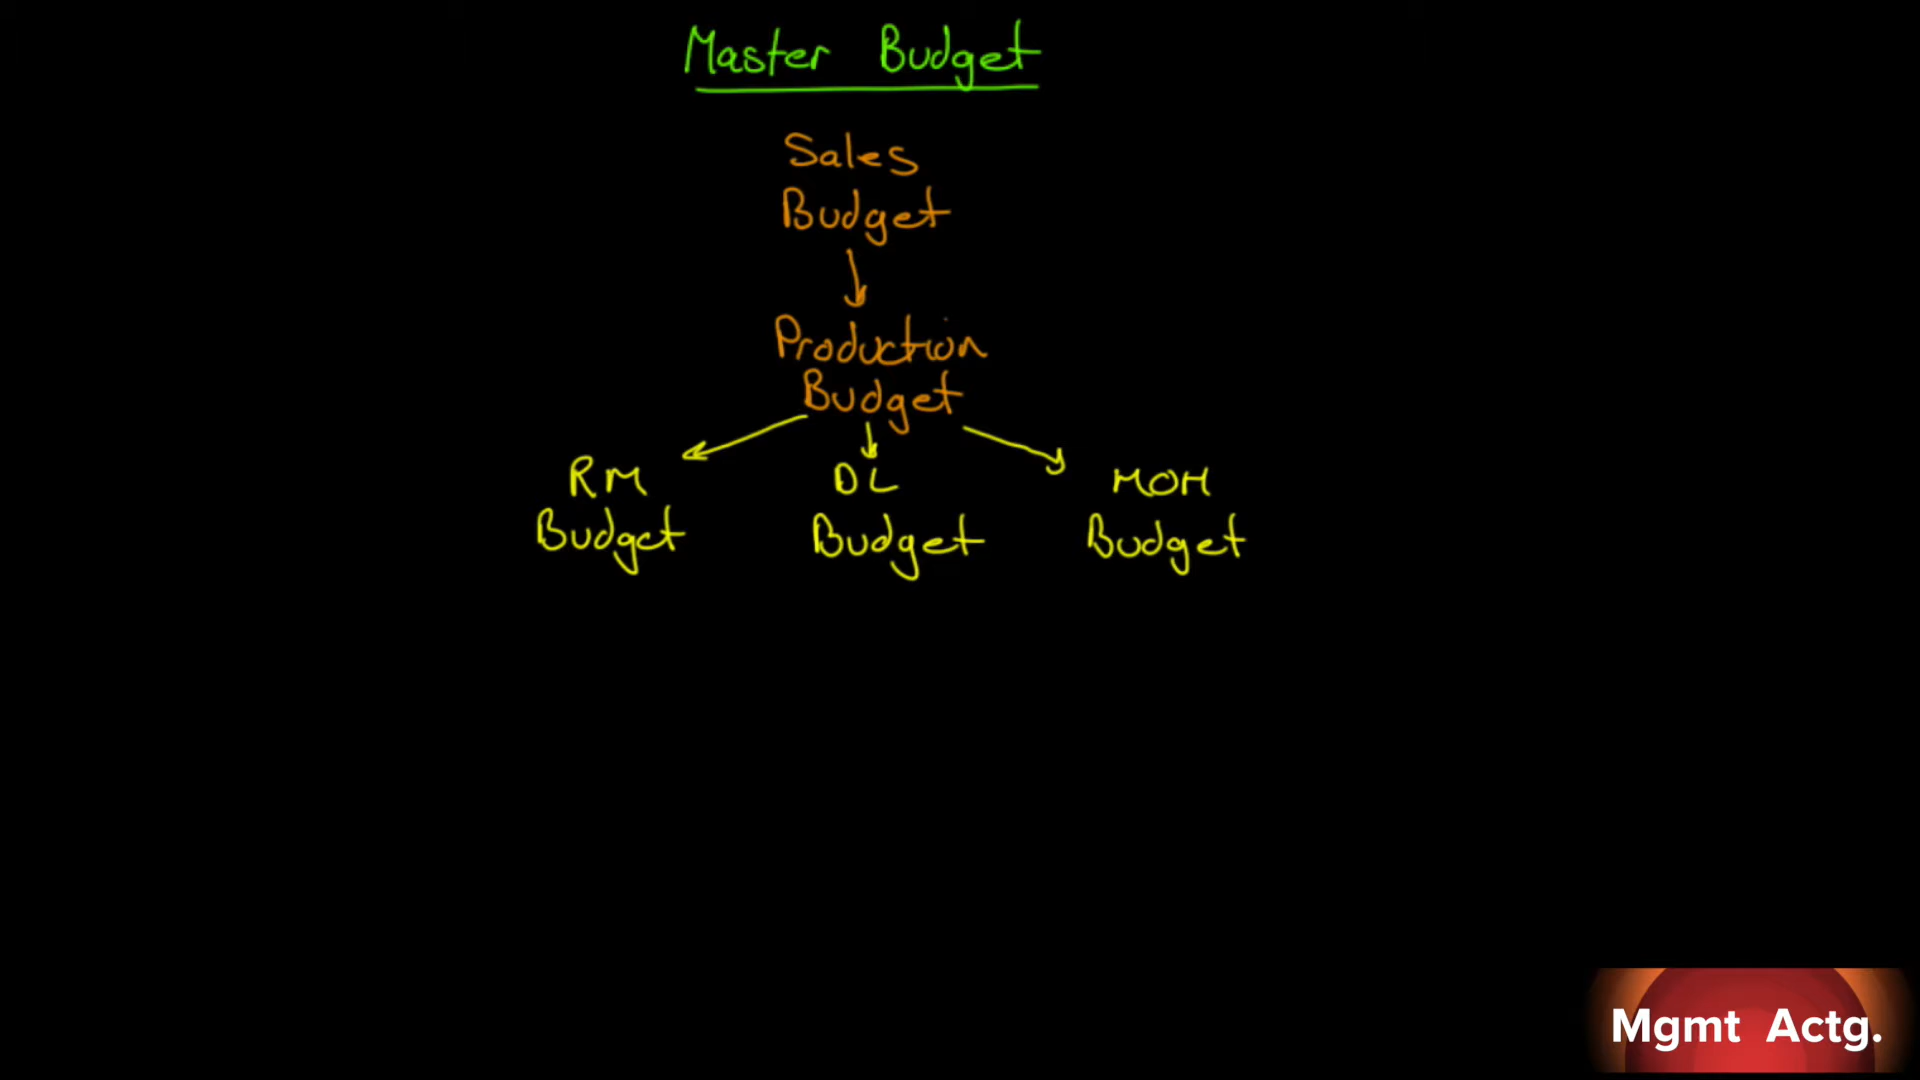 Master Budget
Sales
Budget
Production
Budget
RM
Budget
DL
Budget
MOH
Budget
Mgmt Actg.